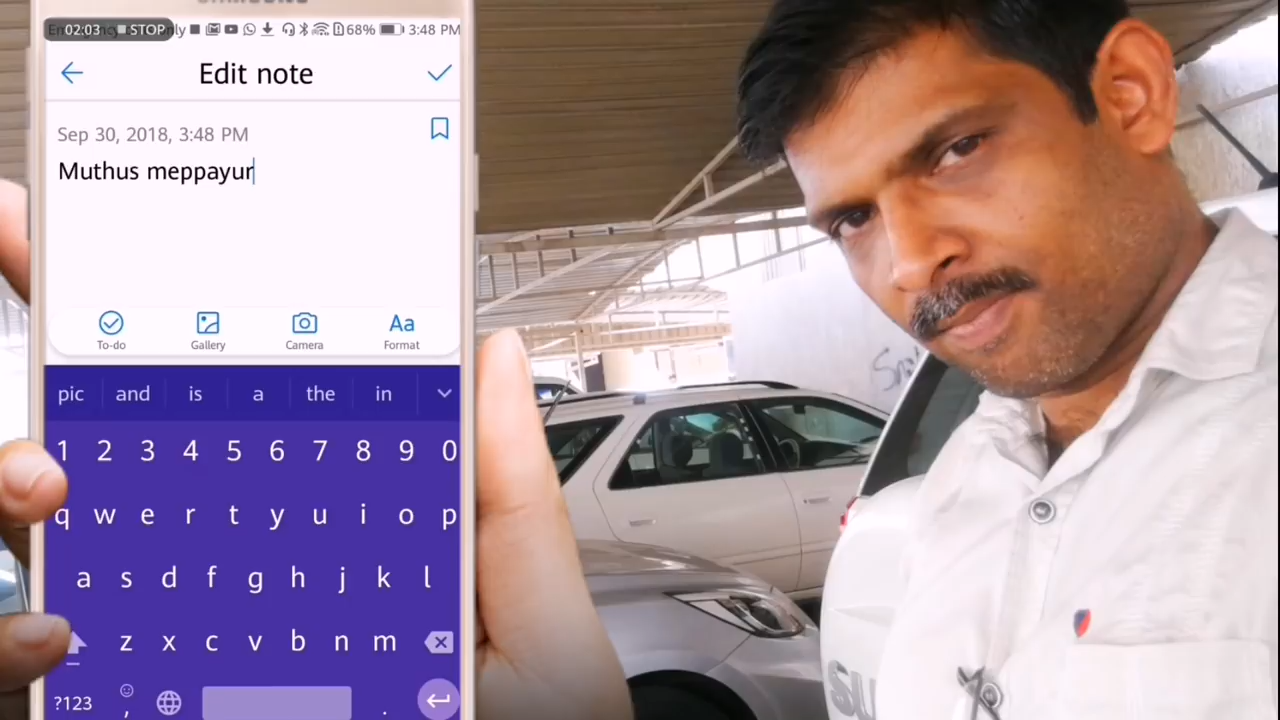 02:03 STOP 68% 3:48 PM
Edit note
Sep 30, 2018, 3:48 PM
Muthus meppayur
To-do Gallery Camera Format
Aa
pic and is a the in
1 2 3 4 5 6 7 8 9 0
q w e r t y u i o p
a s d f g h j k l
z x c v b n m
?123 , .